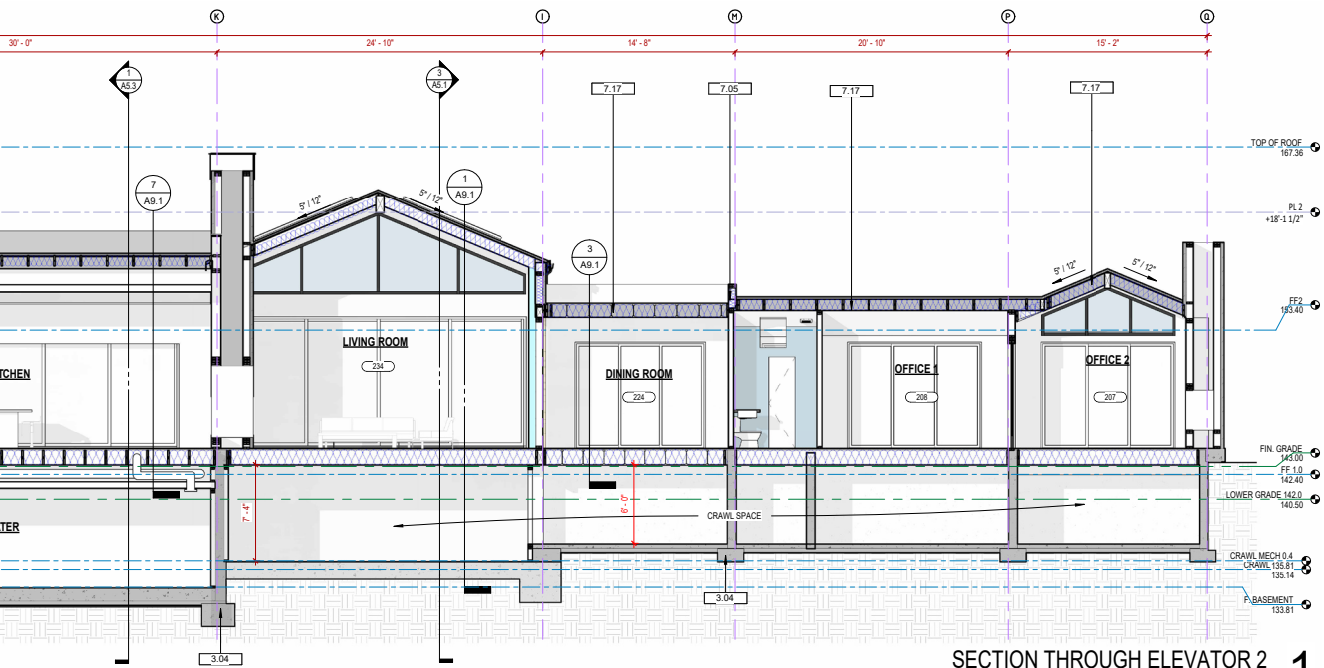 K
I
M
P
Q
30' - 0"
24' - 10"
14' - 8"
20' - 10"
15' - 2"
1
A5.3
3
A5.1
7.17
7.05
7.17
7.17
TOP OF ROOF
167.36
7
A9.1
1
A9.1
5" / 12"
5" / 12"
PL 2
+18'-1 1/2"
3
A9.1
5" / 12"
5" / 12"
FF2
153.40
LIVING ROOM
234
TCHEN
DINING ROOM
224
OFFICE 1
208
OFFICE 2
207
FIN. GRADE
143.00
FF 1.0
142.40
LOWER GRADE 142.0
140.50
7' - 4"
6' - 0"
CRAWL SPACE
ATER
CRAWL MECH 0.4
CRAWL 135.81
135.14
F. BASEMENT
133.81
3.04
3.04
SECTION THROUGH ELEVATOR 2
1